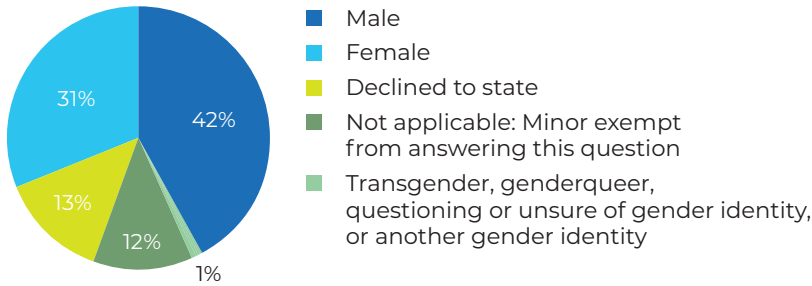 31%
42%
13%
12%
1%
Male
Female
Declined to state
Not applicable: Minor exempt
from answering this question
Transgender, genderqueer,
questioning or unsure of gender identity,
or another gender identity